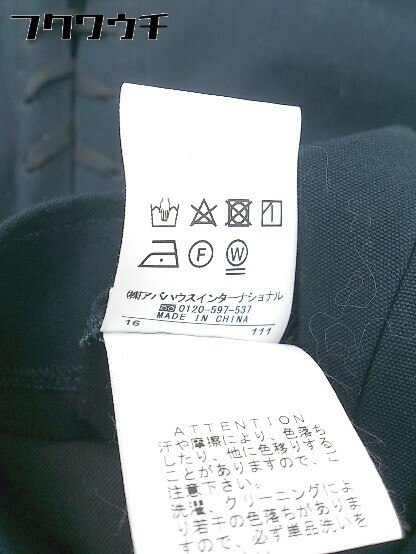 フクワウチ
F W
(株)アバハウスインターナショナル
0120-597-537
MADE IN CHINA
16 111
ATTENTION
汗や摩擦により、色落ち
したり、他に色移りするこ
とがありますので、ご
注意下さい。
洗濯、クリーニングによ
り若干の色落ちがありま
すので、必ず単品洗いを